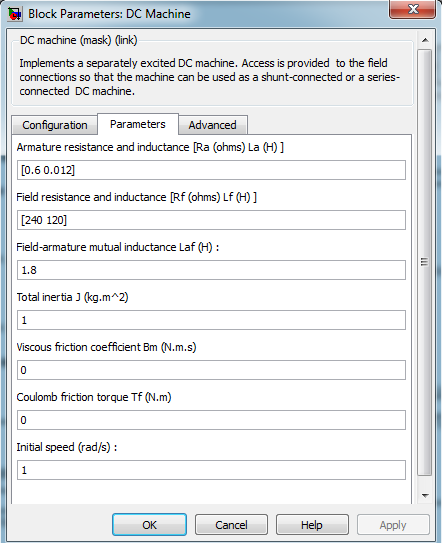 Block Parameters: DC Machine
DC machine (mask) (link)
Implements a separately excited DC machine. Access is provided to the field
connections so that the machine can be used as a shunt-connected or a series-
connected DC machine.
Configuration Parameters Advanced
Armature resistance and inductance [Ra (ohms) La (H) ]
[0.6 0.012]
Field resistance and inductance [Rf (ohms) Lf (H) ]
[240 120]
Field-armature mutual inductance Laf (H) :
1.8
Total inertia J (kg.m^2)
1
Viscous friction coefficient Bm (N.m.s)
0
Coulomb friction torque Tf (N.m)
0
Initial speed (rad/s) :
1
OK Cancel Help Apply